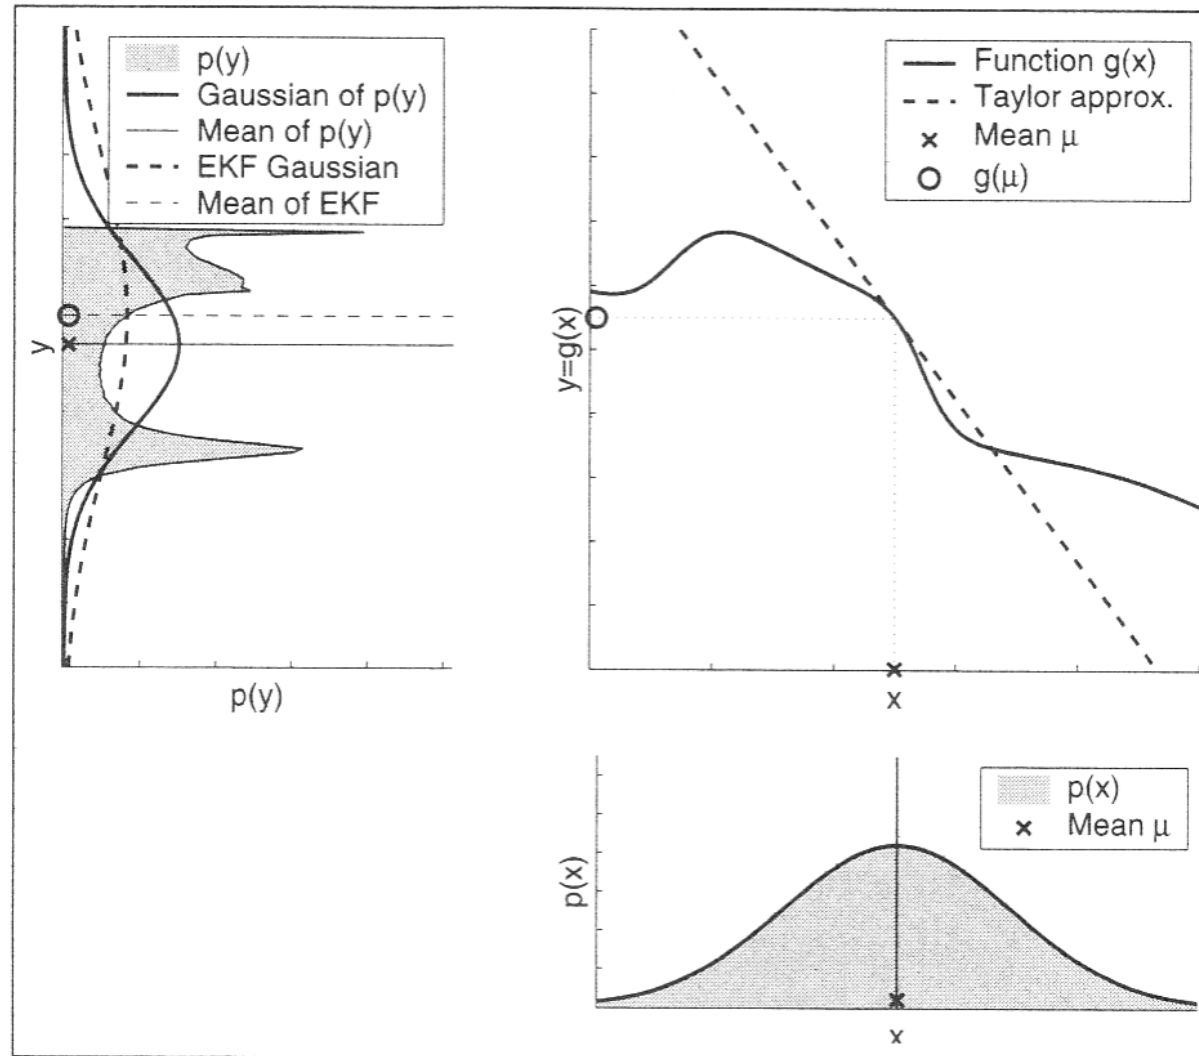 p(y)
Gaussian of p(y)
Mean of p(y)
EKF Gaussian
Mean of EKF
y
p(y)
Function g(x)
Taylor approx.
Mean μ
g(μ)
y=g(x)
x
p(x)
Mean μ
p(x)
x